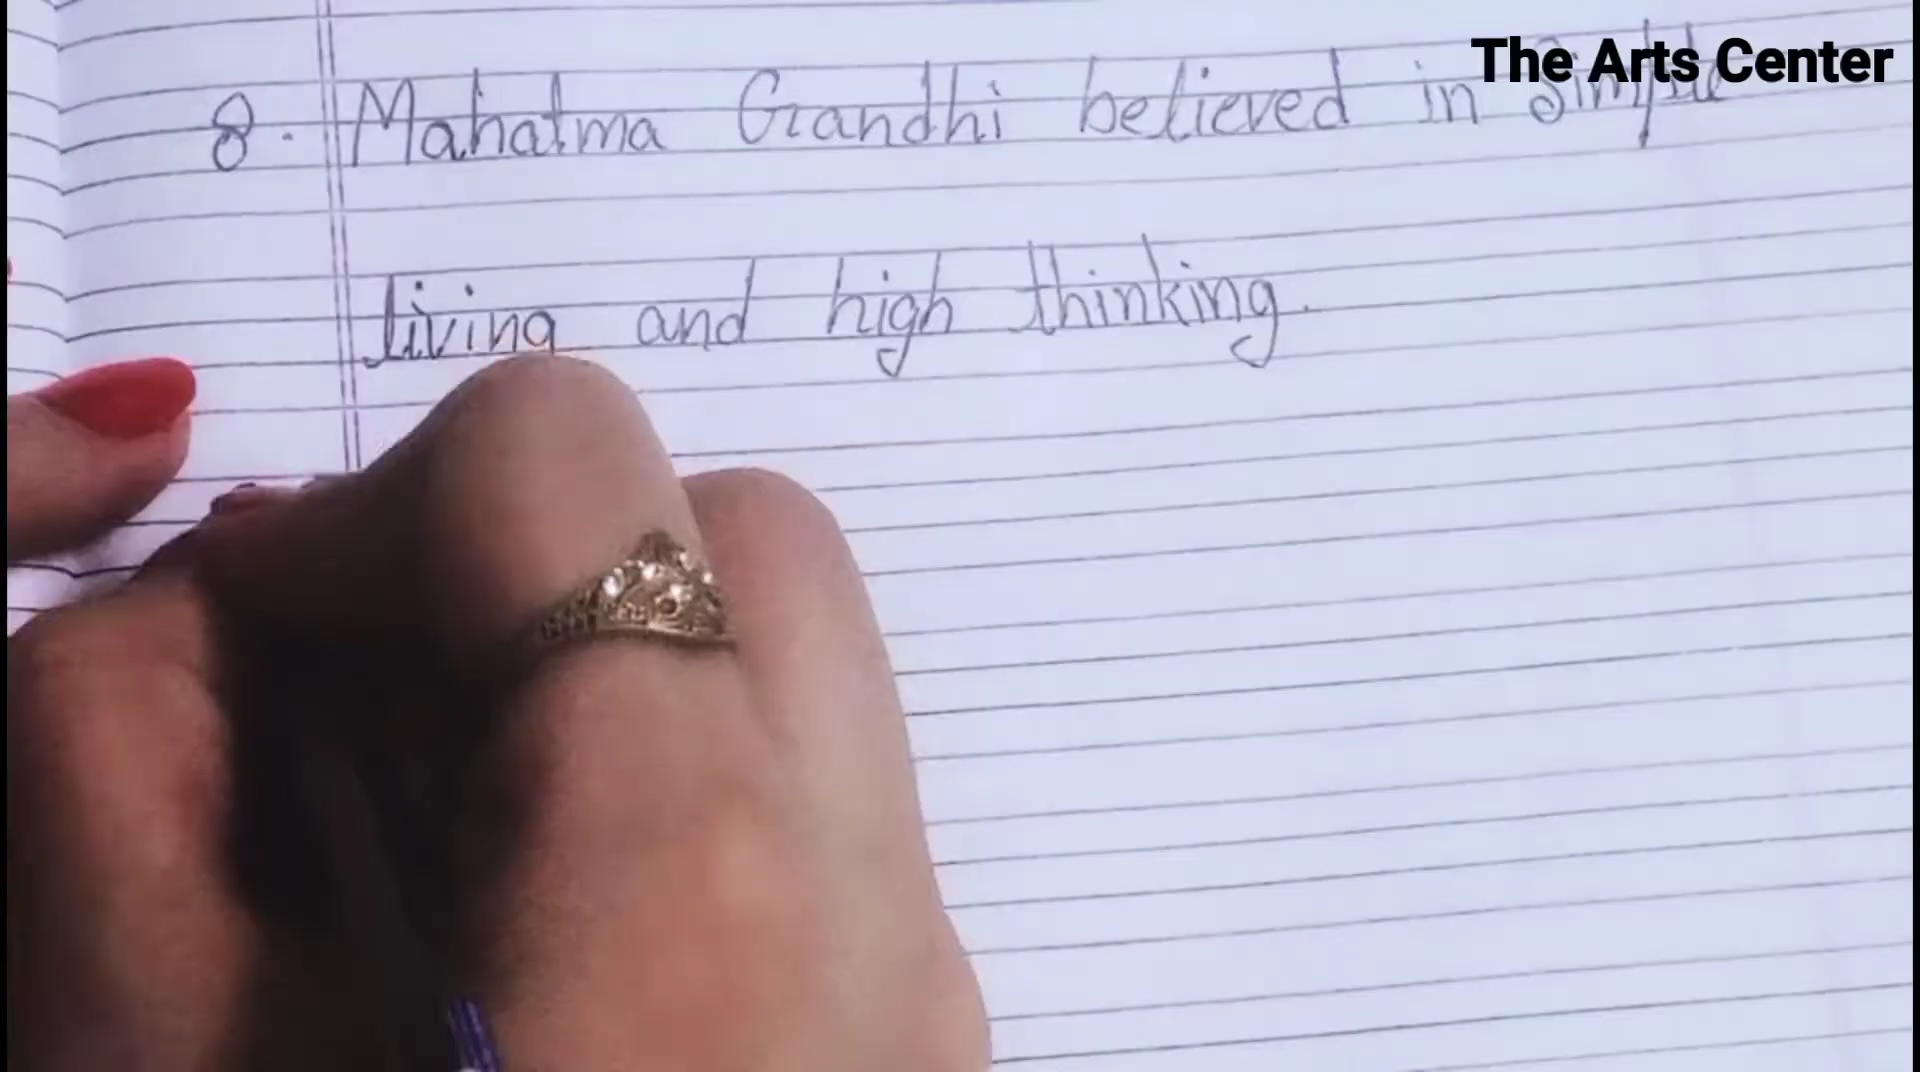 The Arts Center
8. Mahatma Gandhi believed in Simple
living and high thinking.